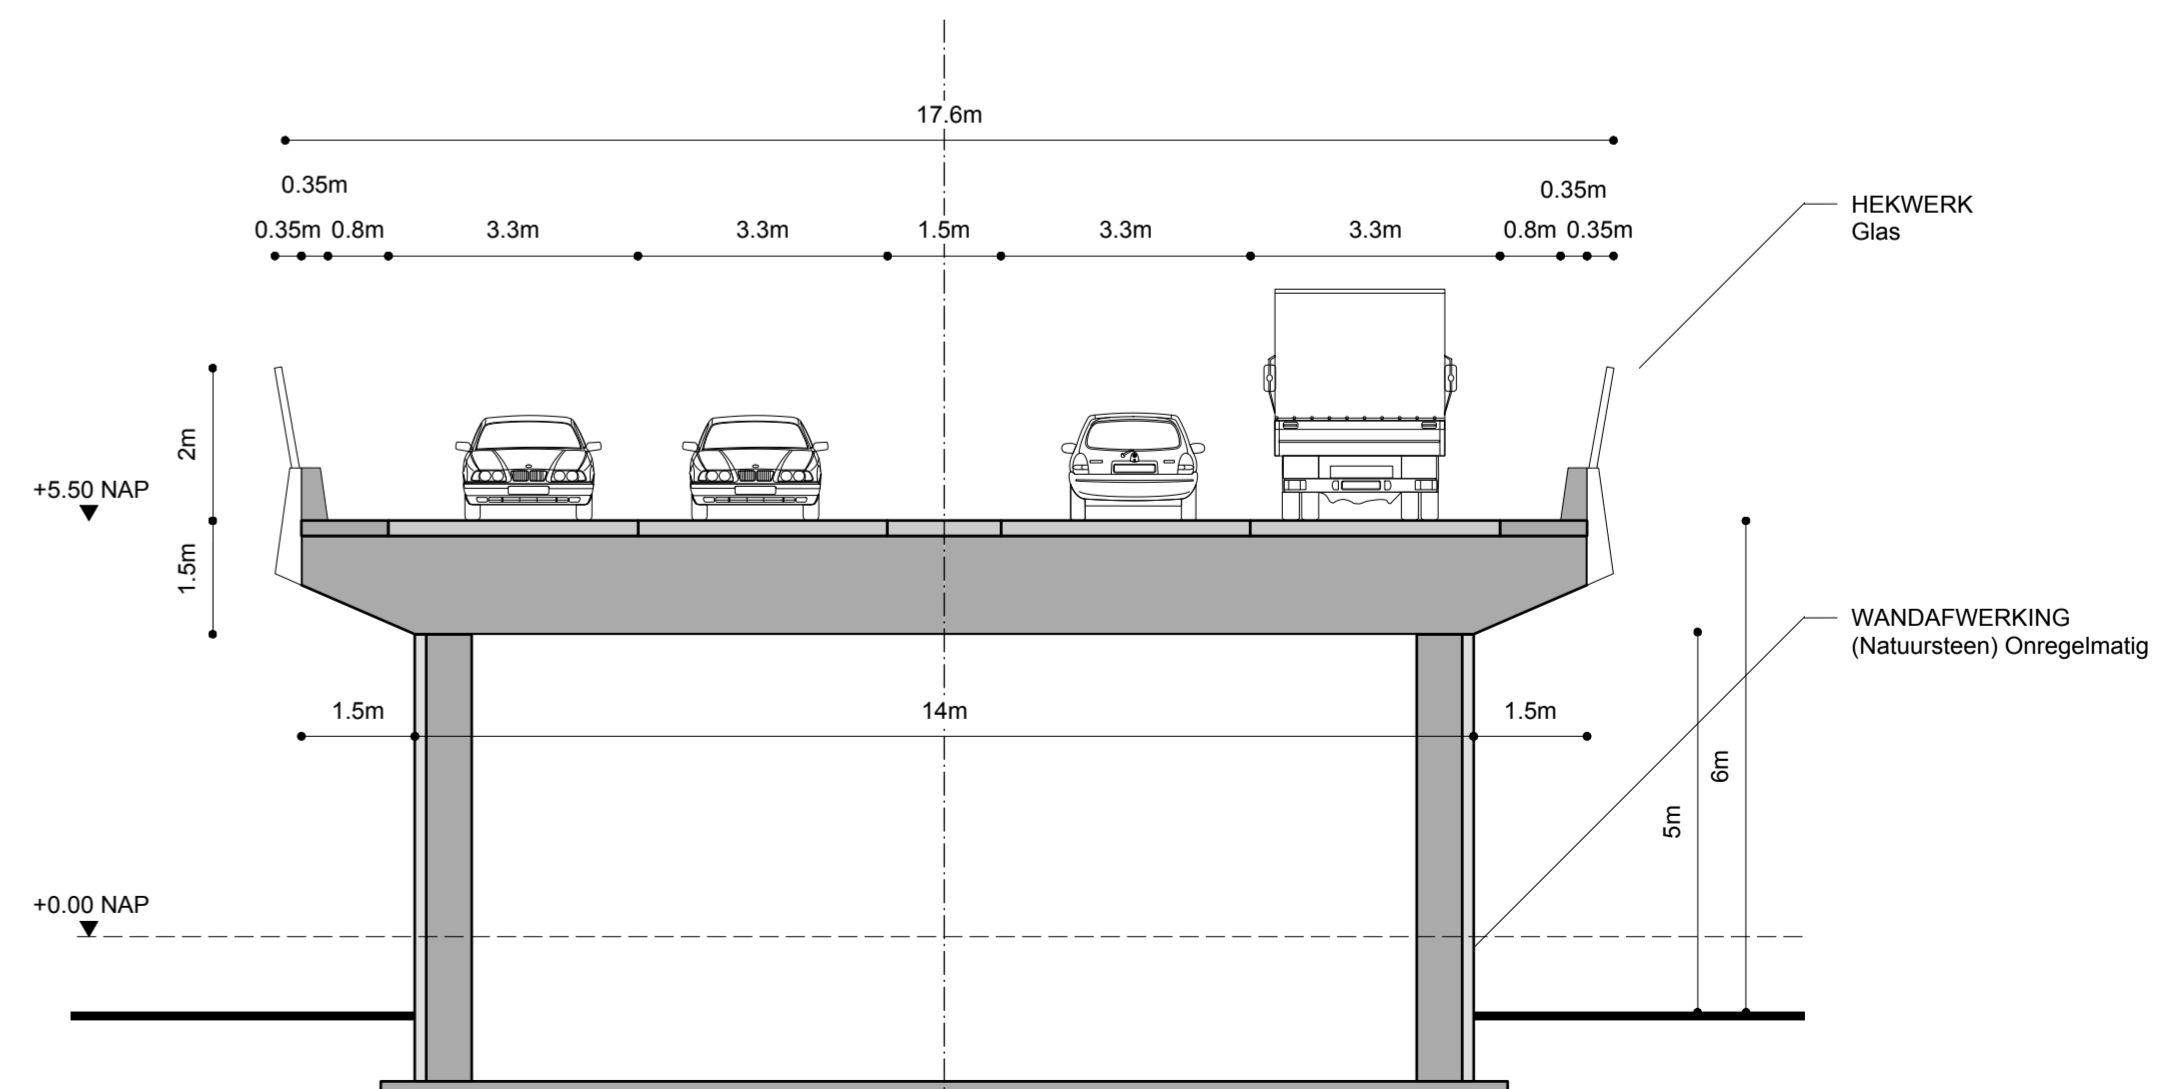 17.6m
0.35m
0.35m
0.35m 0.8m 3.3m 3.3m 1.5m 3.3m 3.3m 0.8m 0.35m
HEKWERK
Glas
2m
+5.50 NAP
1.5m
WANDAFWERKING
(Natuursteen) Onregelmatig
1.5m 14m 1.5m
6m
5m
+0.00 NAP